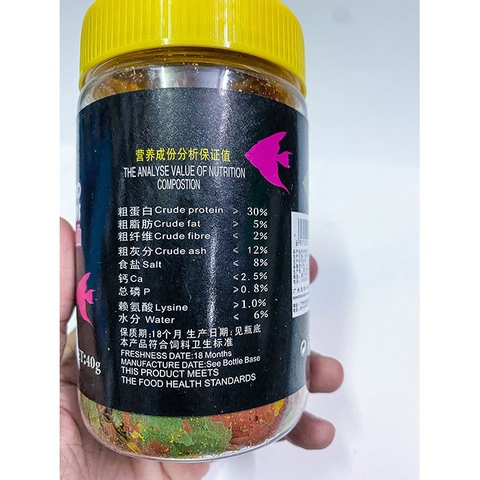 营养成份分析保证值
THE ANALYSE VALUE OF NUTRITION
COMPOSTION
粗蛋白 Crude protein > 30%
粗脂肪 Crude fat > 5%
粗纤维 Crude fibre < 2%
粗灰分 Crude ash < 12%
食盐 Salt < 8%
钙 Ca < 2.5%
总磷 P > 0.8%
赖氨酸 Lysine > 1.0%
水分 Water < 6%
保质期:18个月 生产日期:见瓶底
本产品符合饲料卫生标准
FRESHNESS DATE:18 Months
MANUFACTURE DATE:See Bottle Base
THIS PRODUCT MEETS
THE FOOD HEALTH STANDARDS
40g